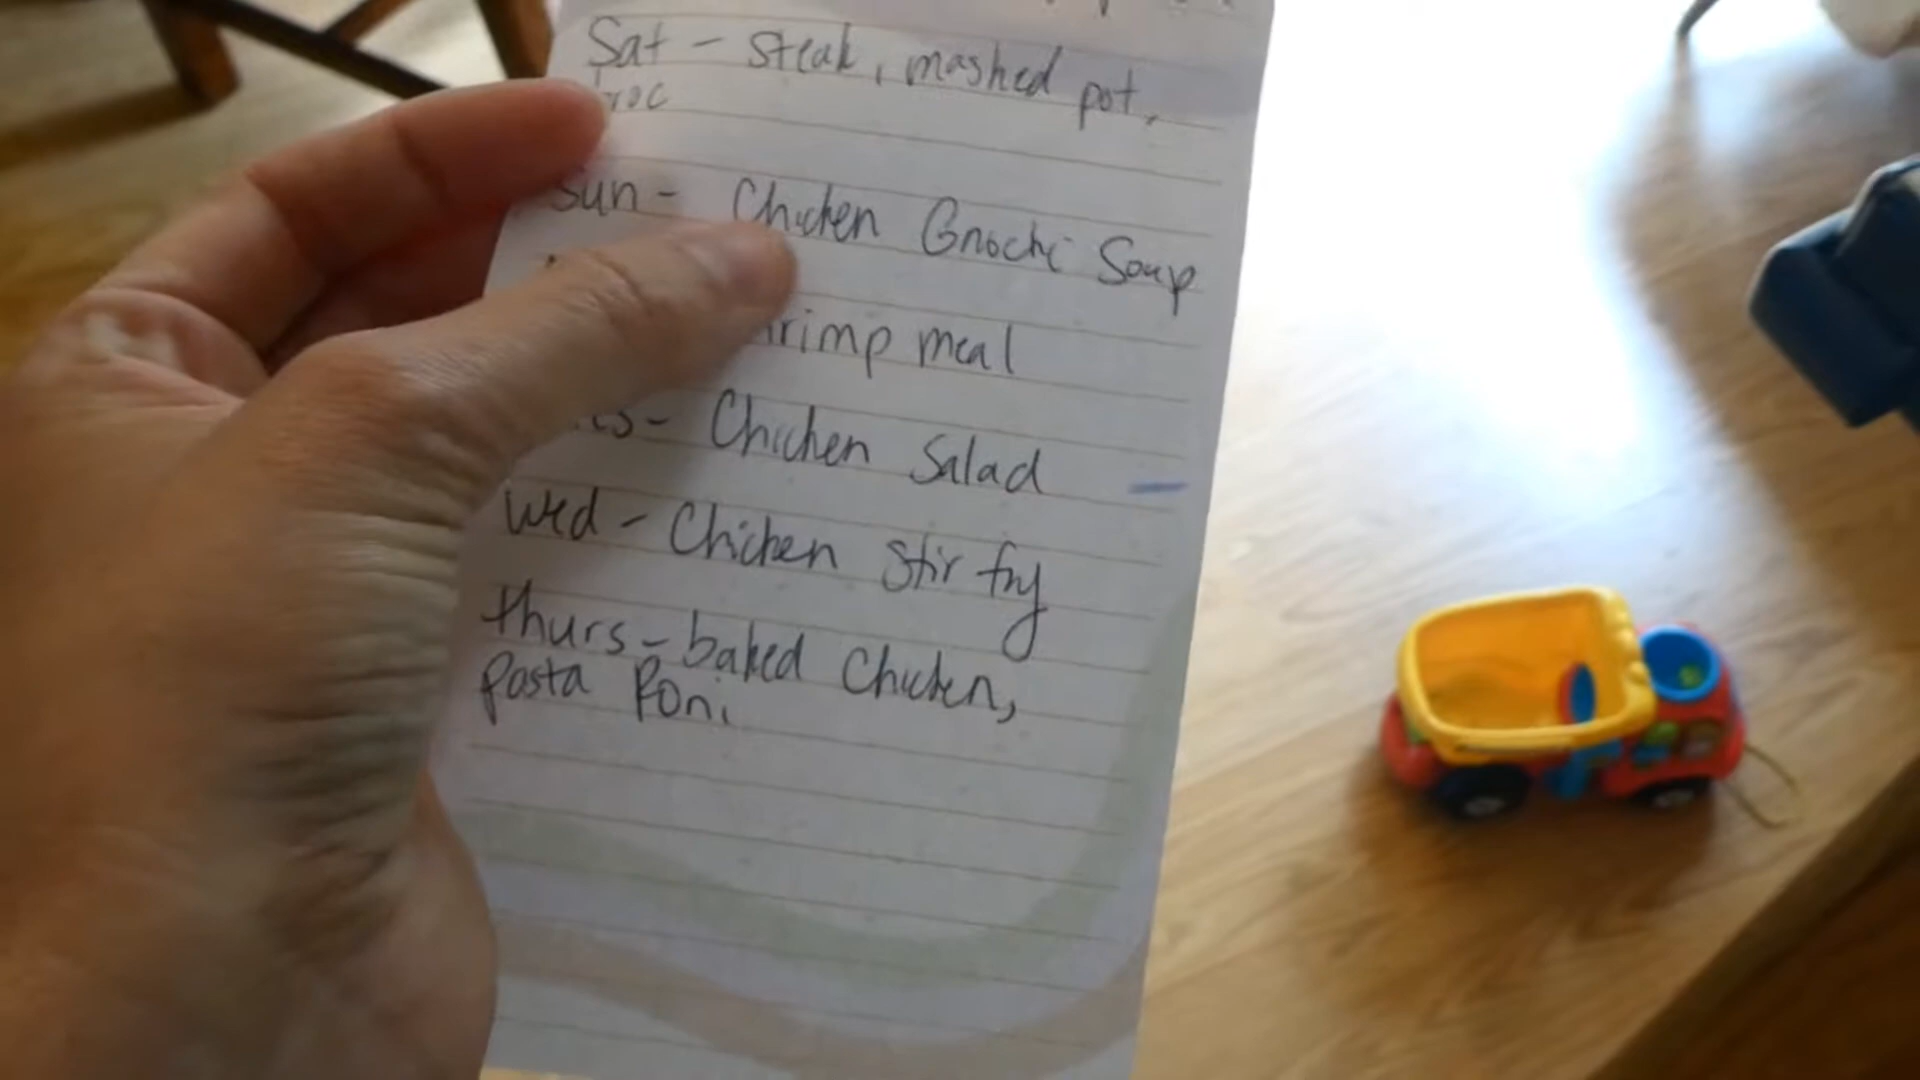 Sat - Steak, mashed pot.
broc
Sun - Chicken Gnochi Soup
meal
Chicken Salad
Wed - Chicken Stir fry
thurs - baked Chicken,
Pasta Roni